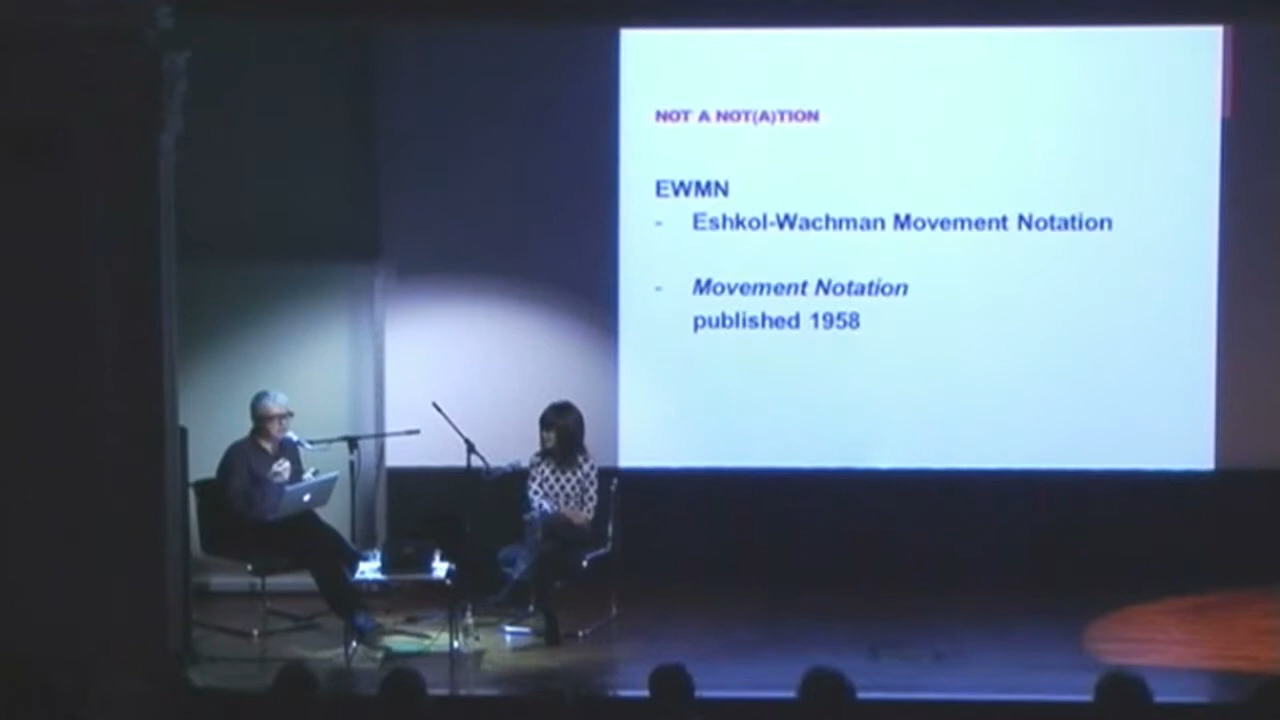 NOT A NOT(A)TION
EWMN
- Eshkol-Wachman Movement Notation
- Movement Notation
published 1958